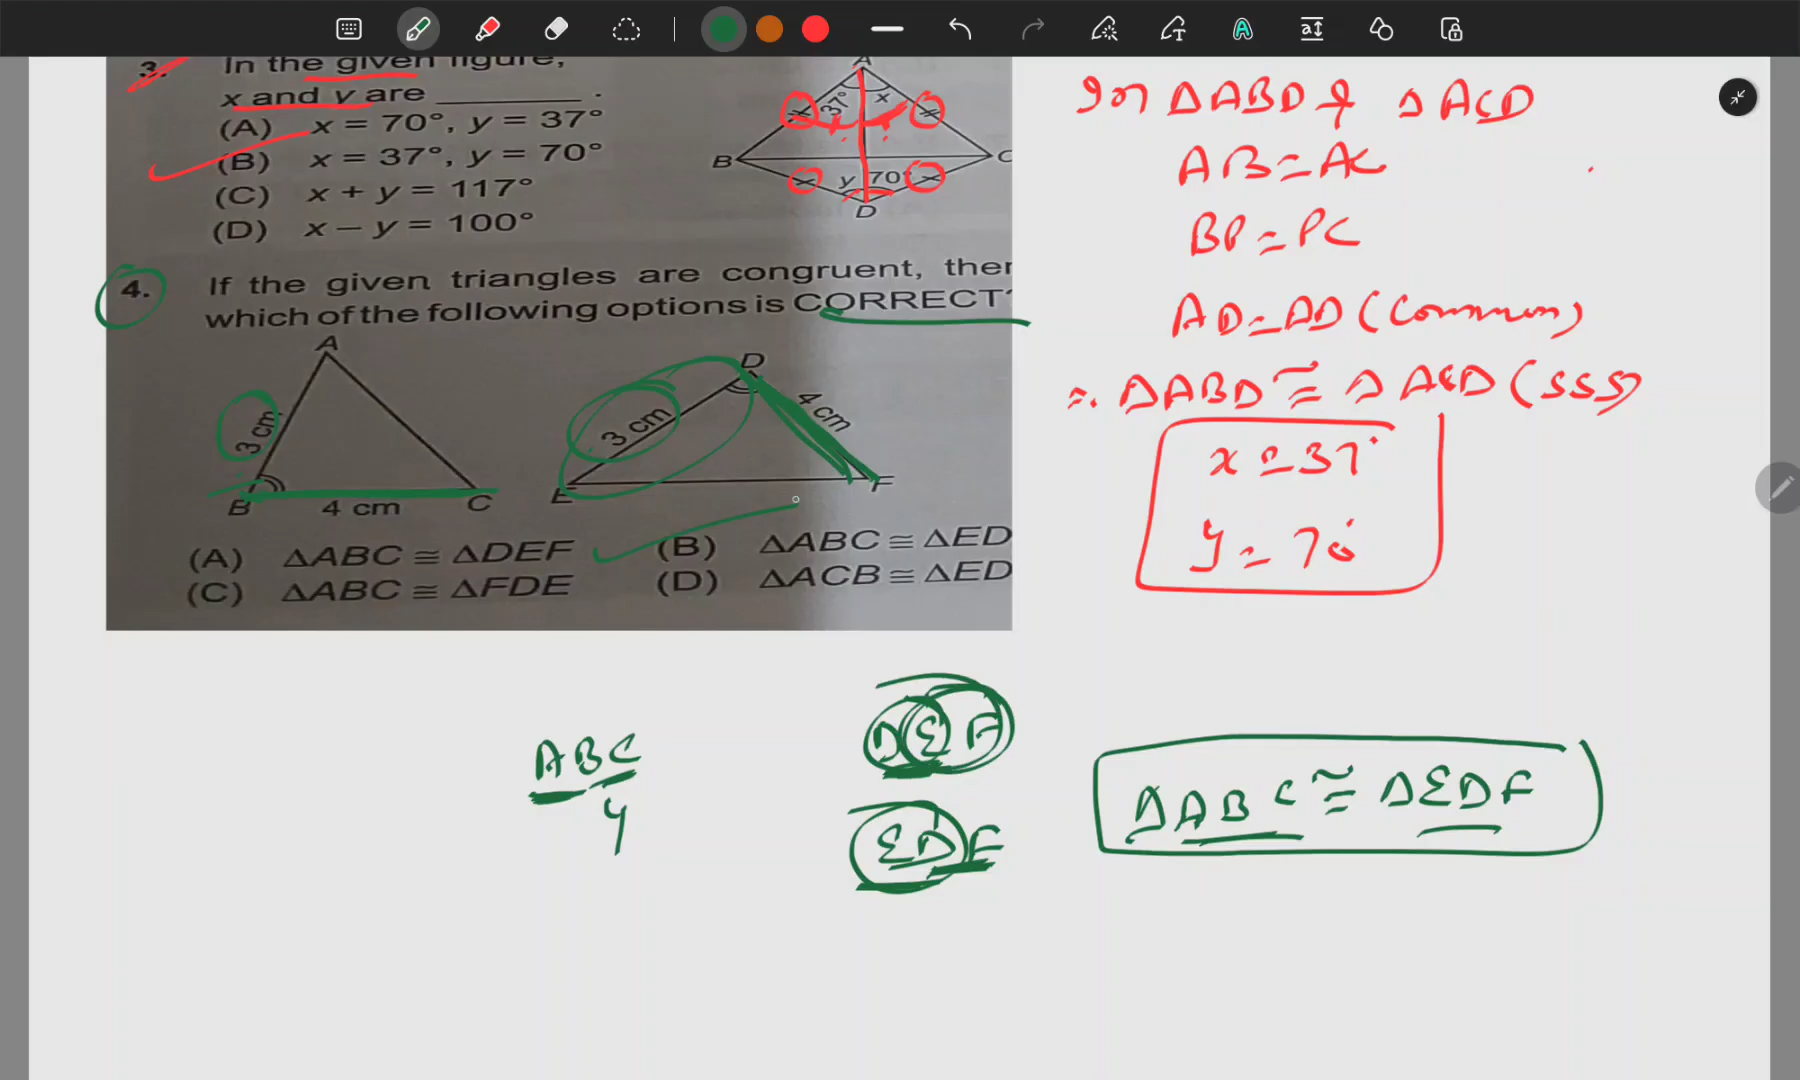 3. In the given figure,
x and y are ________ .
(A) x = 70°, y = 37°
(B) x = 37°, y = 70°
(C) x + y = 117°
(D) x − y = 100°
A
37° x
B C
y 70°
D
4. If the given triangles are congruent, then
which of the following options is CORRECT?
A
3 cm
B 4 cm C
D
3 cm 4 cm
E F
(A) ΔABC ≅ ΔDEF (B) ΔABC ≅ ΔED
(C) ΔABC ≅ ΔFDE (D) ΔACB ≅ ΔED
In ΔABD & ΔACD
AB = AC
BD = DC
AD = AD (Common)
∴ ΔABD ≅ ΔACD (SSS)
x = 37°
y = 70°
ABC
4
DEF
EDF
ΔABC ≅ ΔEDF